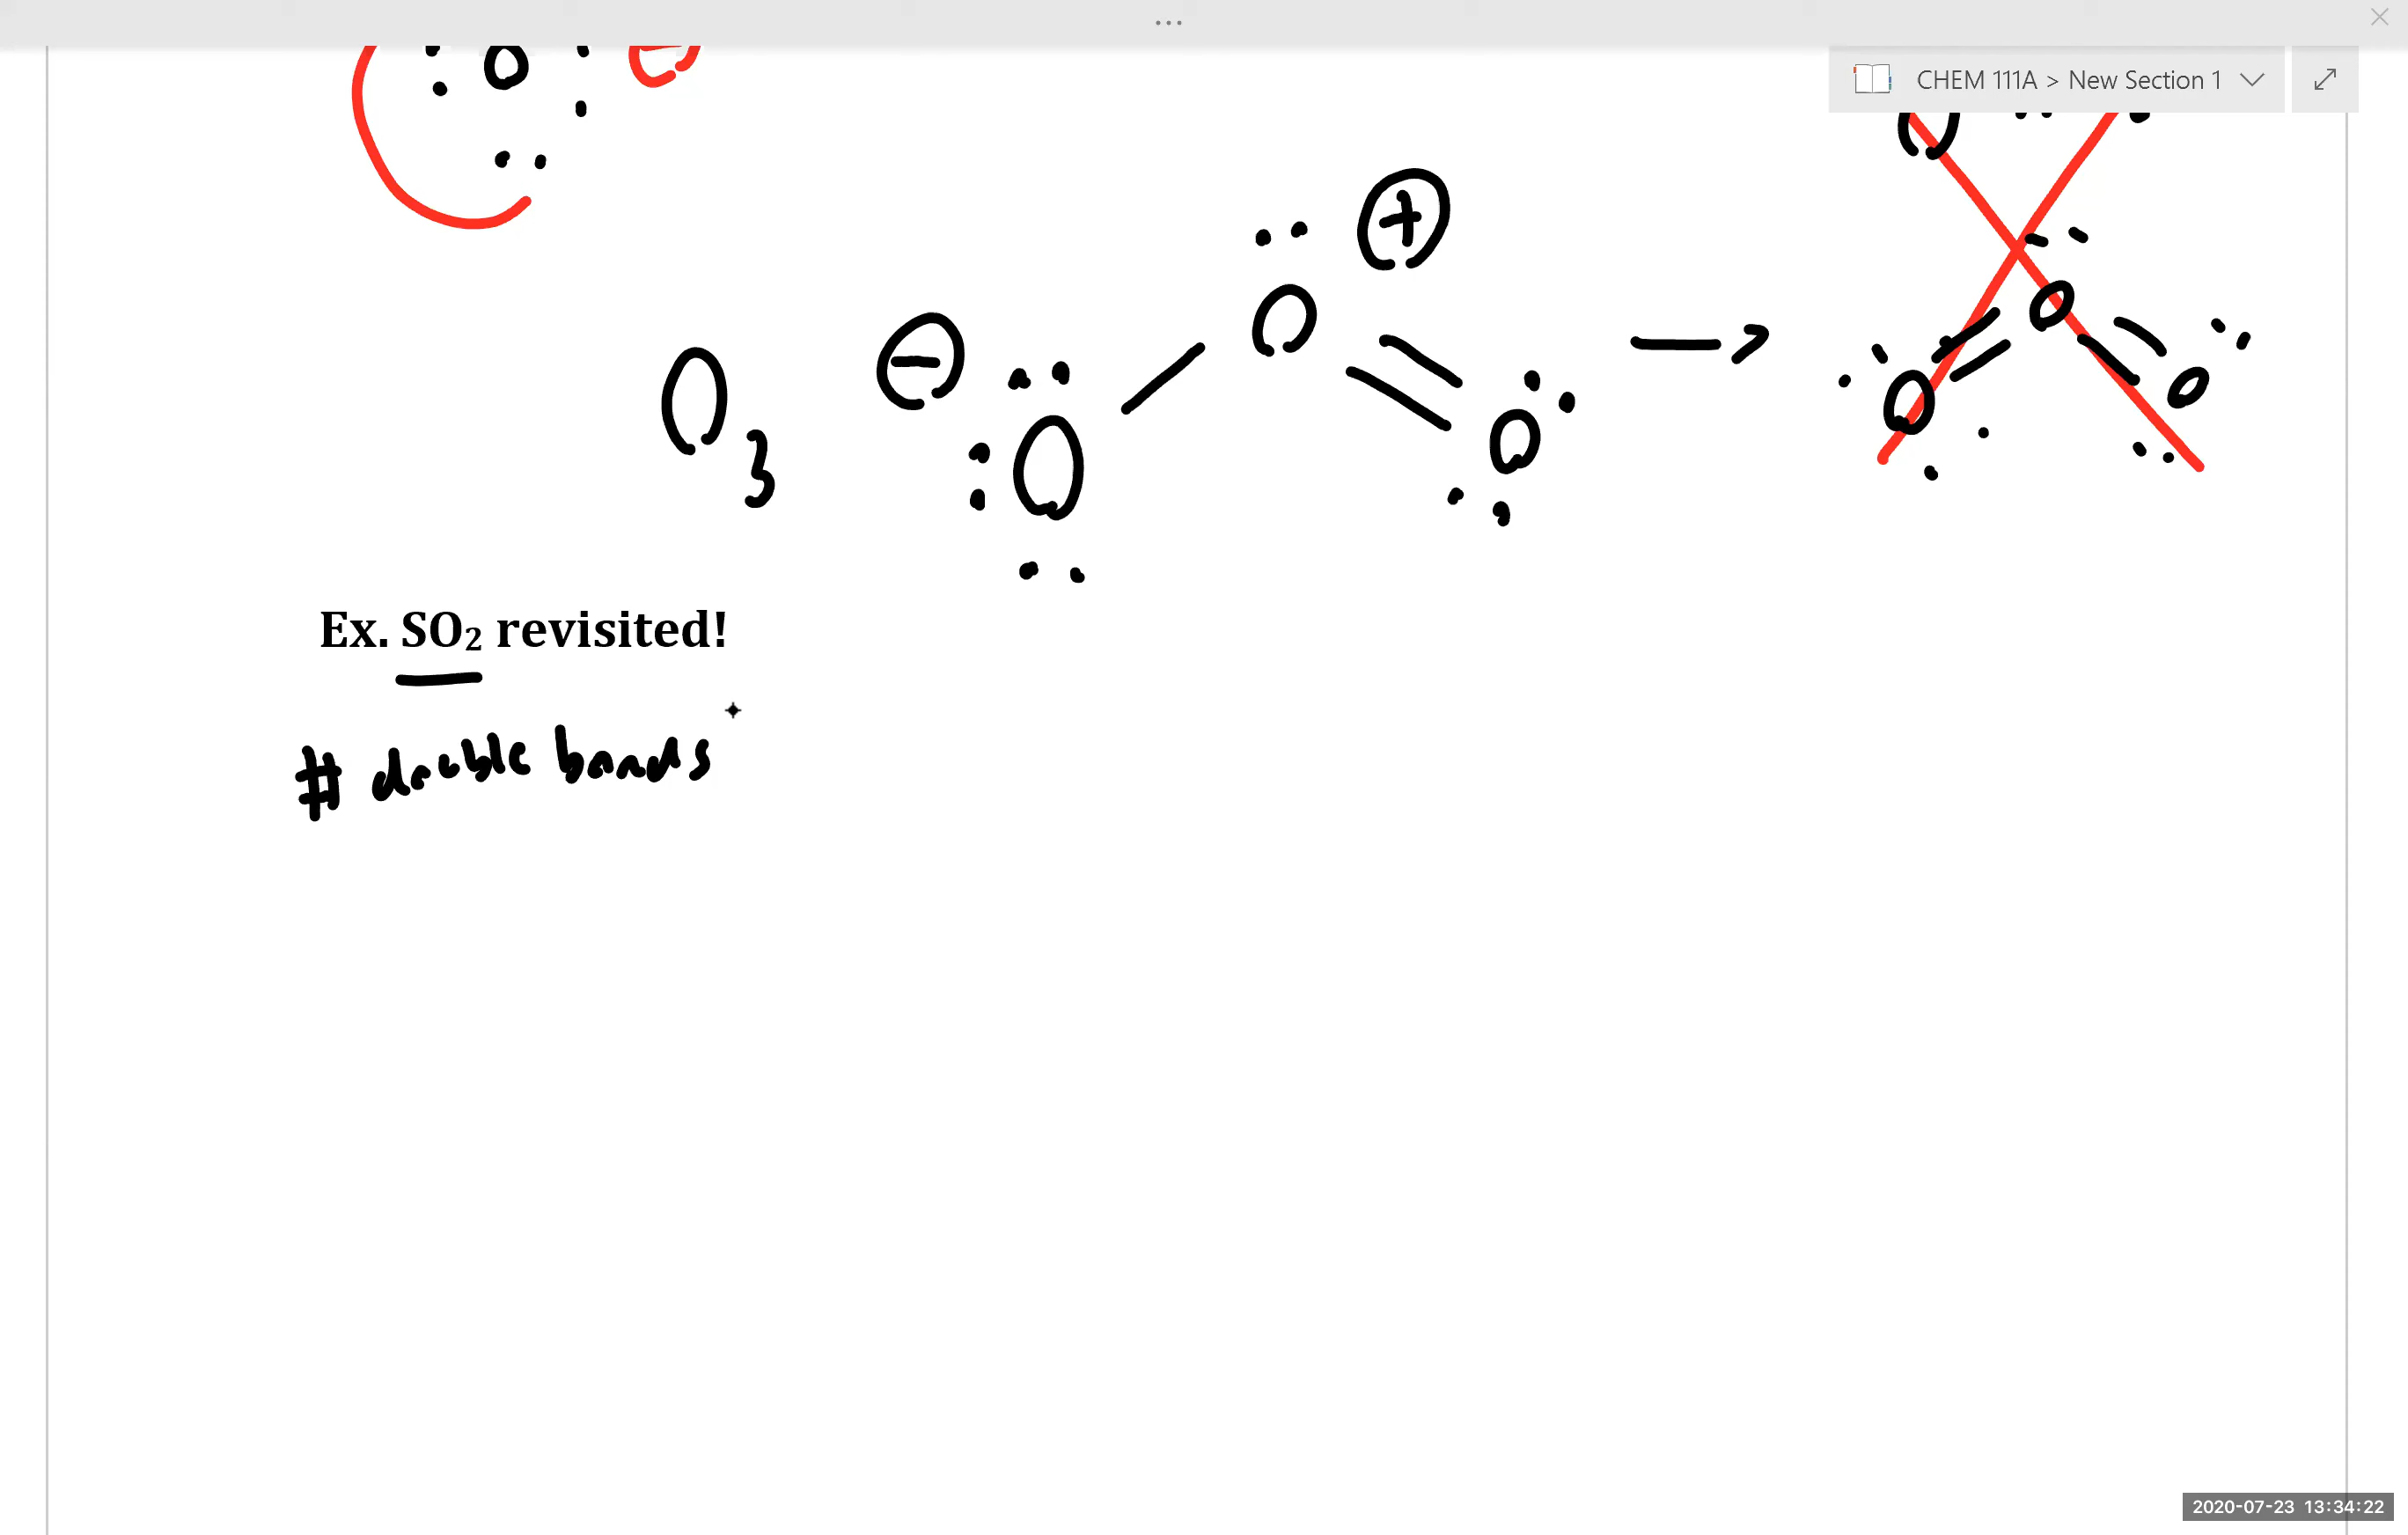 CHEM 111A > New Section 1
O
⊖
O
⊕
O
⊕
O₃
⊖ O O O → O O O
Ex. SO₂ revisited!
# double bonds
2020-07-23 13:34:22